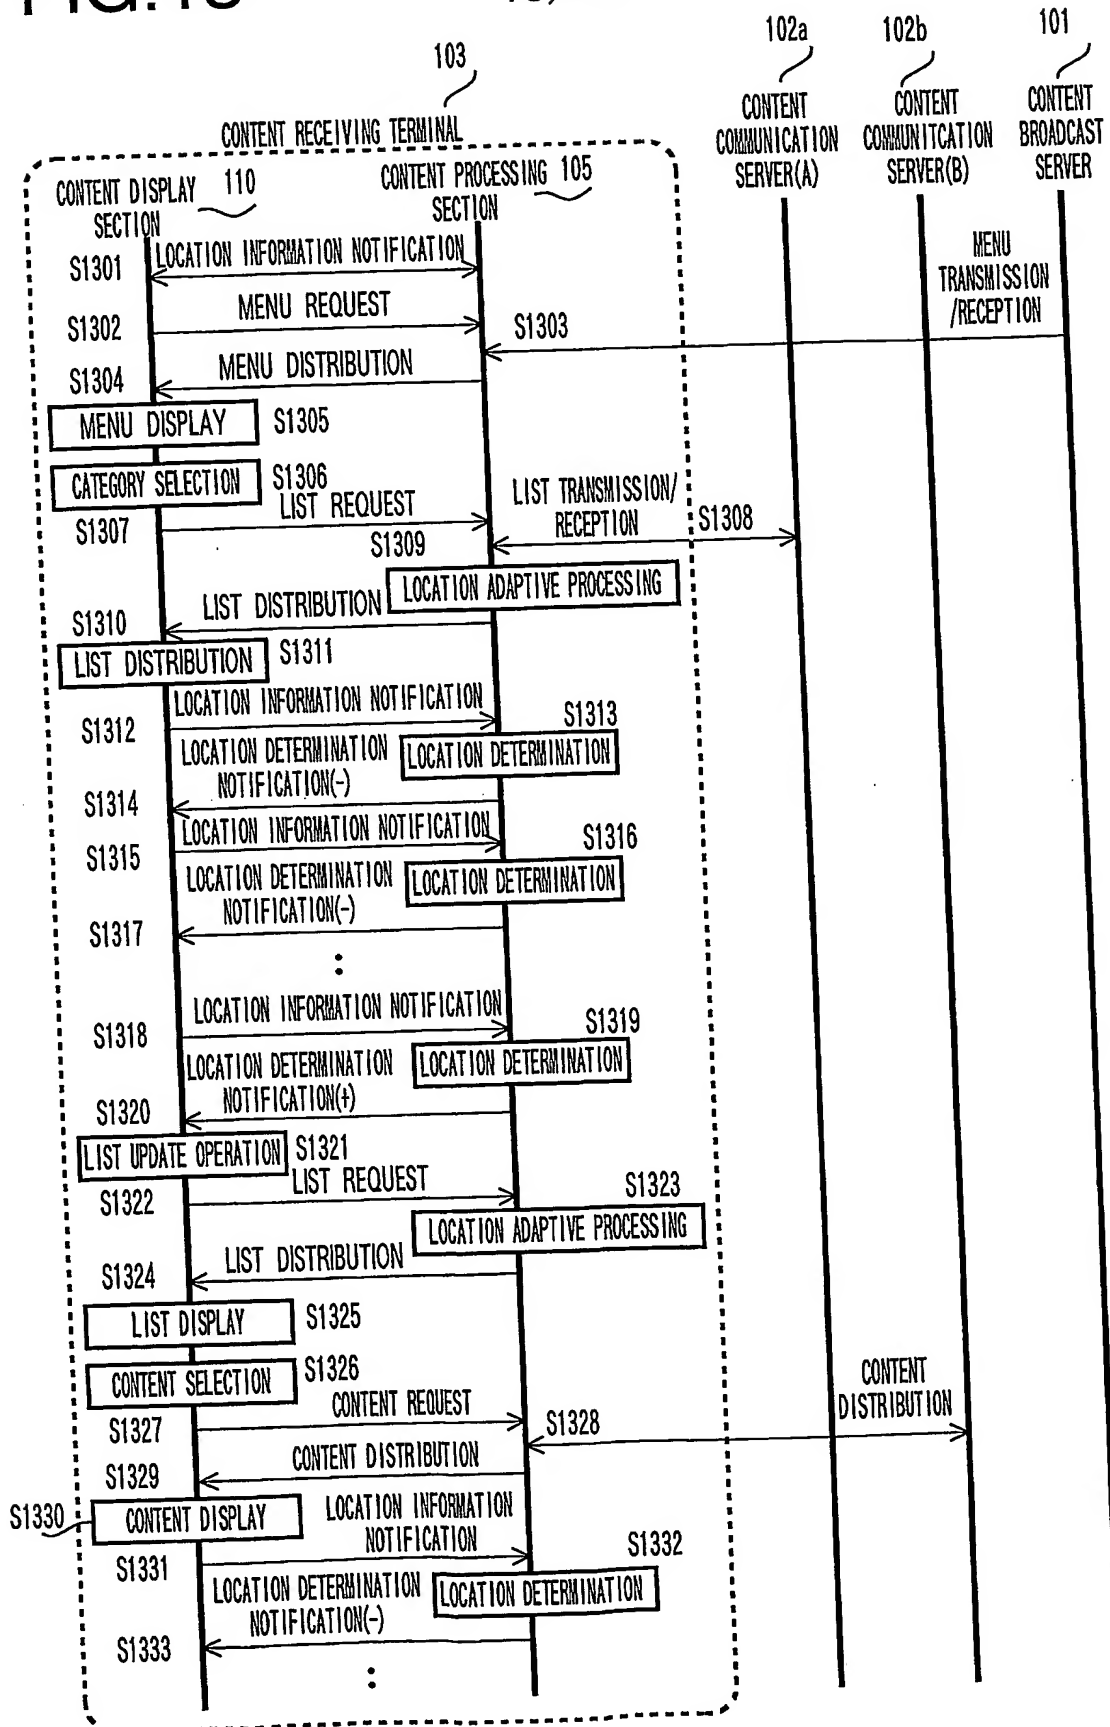 FIG.13
102a
102b
101
103
CONTENT
COMMUNICATION
SERVER(A)
CONTENT
COMMUNITCATION
SERVER(B)
CONTENT
BROADCAST
SERVER
CONTENT RECEIVING TERMINAL
CONTENT DISPLAY
SECTION
110
CONTENT PROCESSING
SECTION
105
S1301
LOCATION INFORMATION NOTIFICATION
MENU
TRANSMISSION
/RECEPTION
S1302
MENU REQUEST
S1303
S1304
MENU DISTRIBUTION
MENU DISPLAY
S1305
CATEGORY SELECTION
S1306
S1307
LIST REQUEST
LIST TRANSMISSION/
RECEPTION
S1308
S1309
LOCATION ADAPTIVE PROCESSING
S1310
LIST DISTRIBUTION
LIST DISTRIBUTION
S1311
S1312
LOCATION INFORMATION NOTIFICATION
S1313
LOCATION DETERMINATION
LOCATION DETERMINATION
NOTIFICATION(-)
S1314
S1315
LOCATION INFORMATION NOTIFICATION
S1316
LOCATION DETERMINATION
LOCATION DETERMINATION
NOTIFICATION(-)
S1317
S1318
LOCATION INFORMATION NOTIFICATION
S1319
LOCATION DETERMINATION
LOCATION DETERMINATION
NOTIFICATION(+)
S1320
LIST UPDATE OPERATION
S1321
S1322
LIST REQUEST
S1323
LOCATION ADAPTIVE PROCESSING
S1324
LIST DISTRIBUTION
LIST DISPLAY
S1325
CONTENT SELECTION
S1326
S1327
CONTENT REQUEST
S1328
CONTENT
DISTRIBUTION
S1329
CONTENT DISTRIBUTION
S1330
CONTENT DISPLAY
S1331
LOCATION INFORMATION
NOTIFICATION
S1332
LOCATION DETERMINATION
LOCATION DETERMINATION
NOTIFICATION(-)
S1333